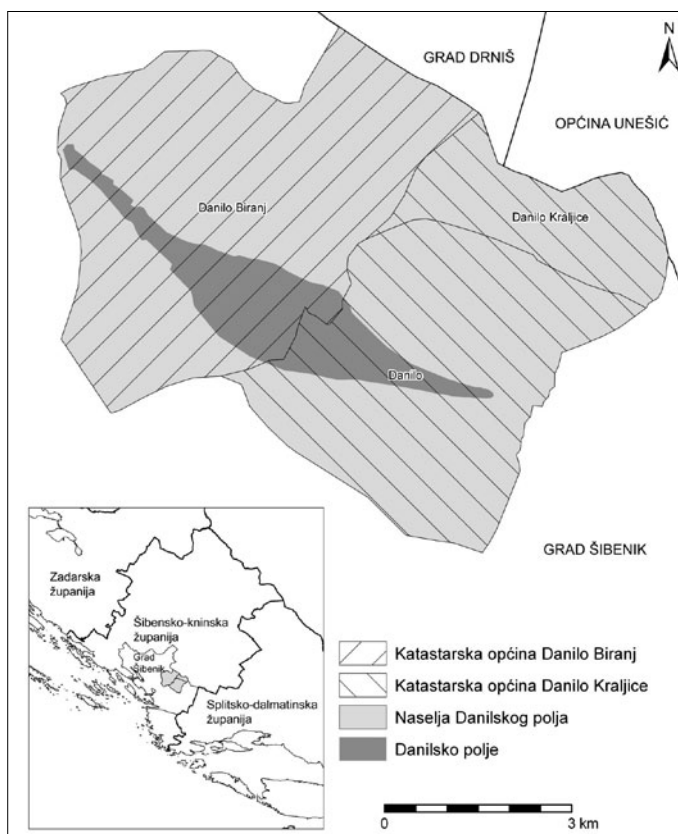 GRAD DRNIŠ
N
OPĆINA UNEŠIĆ
Danilo Biranj
Danilo Kraljice
Danilo
GRAD ŠIBENIK
Zadarska
županija
Šibensko-kninska
županija
Grad
Šibenik
Splitsko-dalmatinska
županija
Katastarska općina Danilo Biranj
Katastarska općina Danilo Kraljice
Naselja Danilskog polja
Danilsko polje
0 3 km